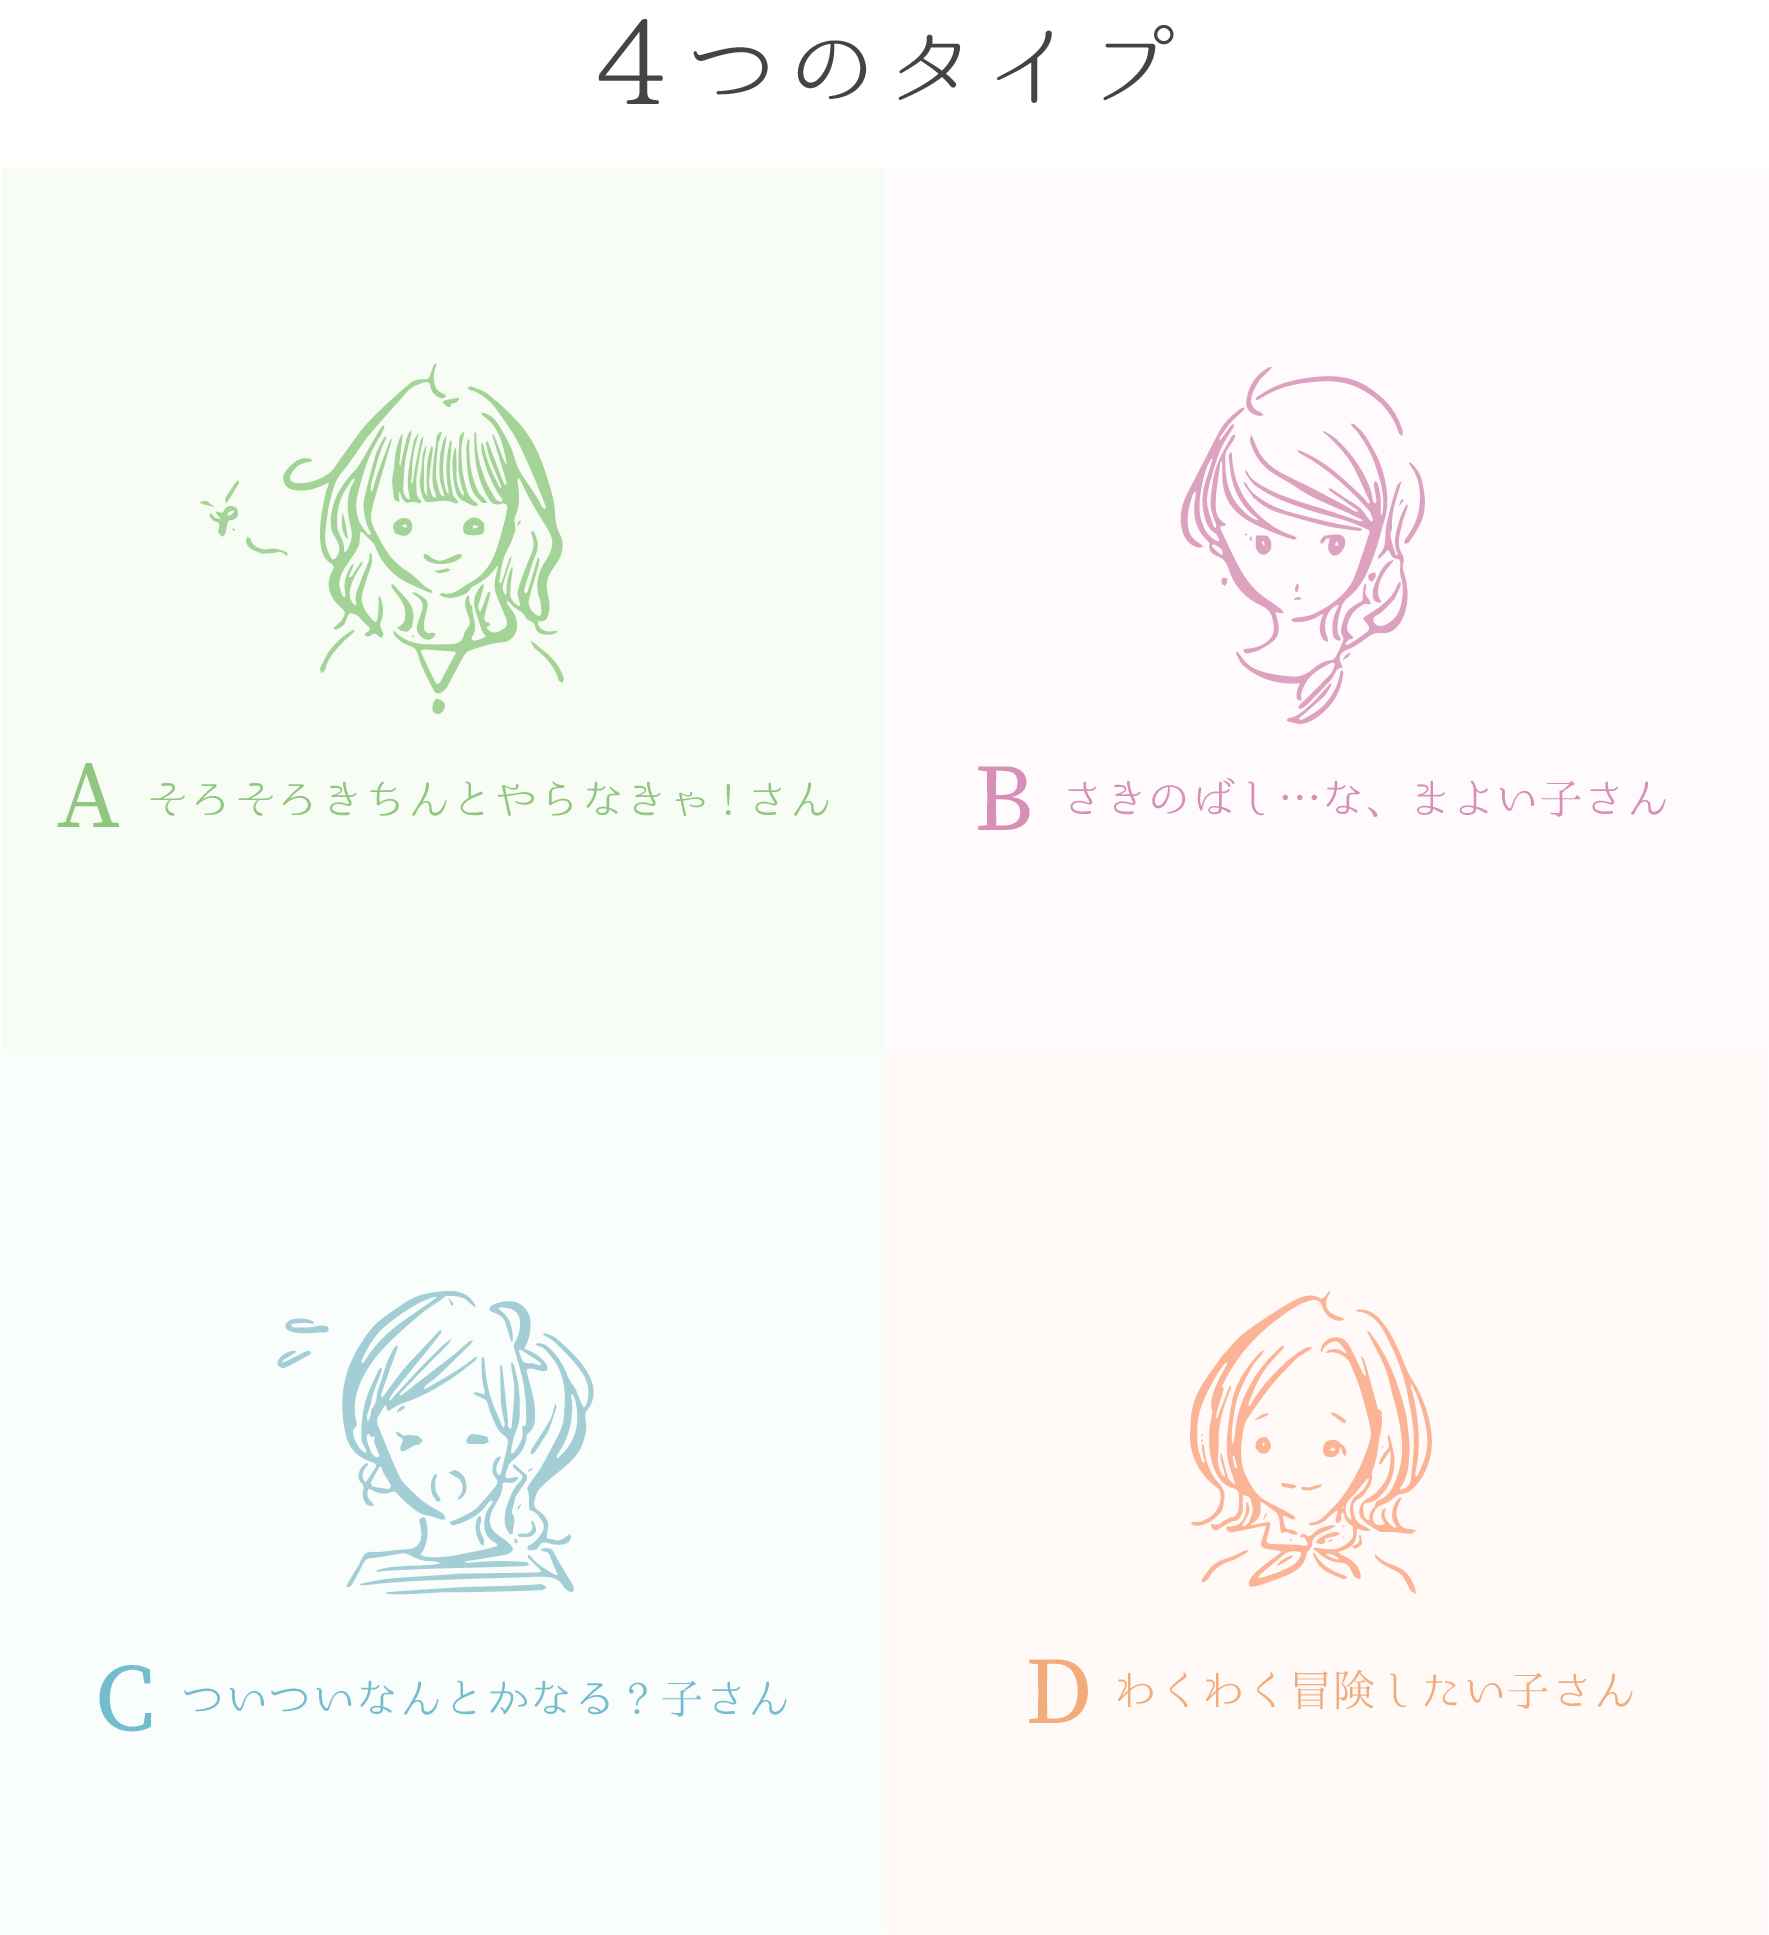 4つのタイプ
A そろそろきちんとやらなきゃ！さん
B さきのばし…な、まよい子さん
C ついついなんとかなる？子さん
D わくわく冒険したい子さん